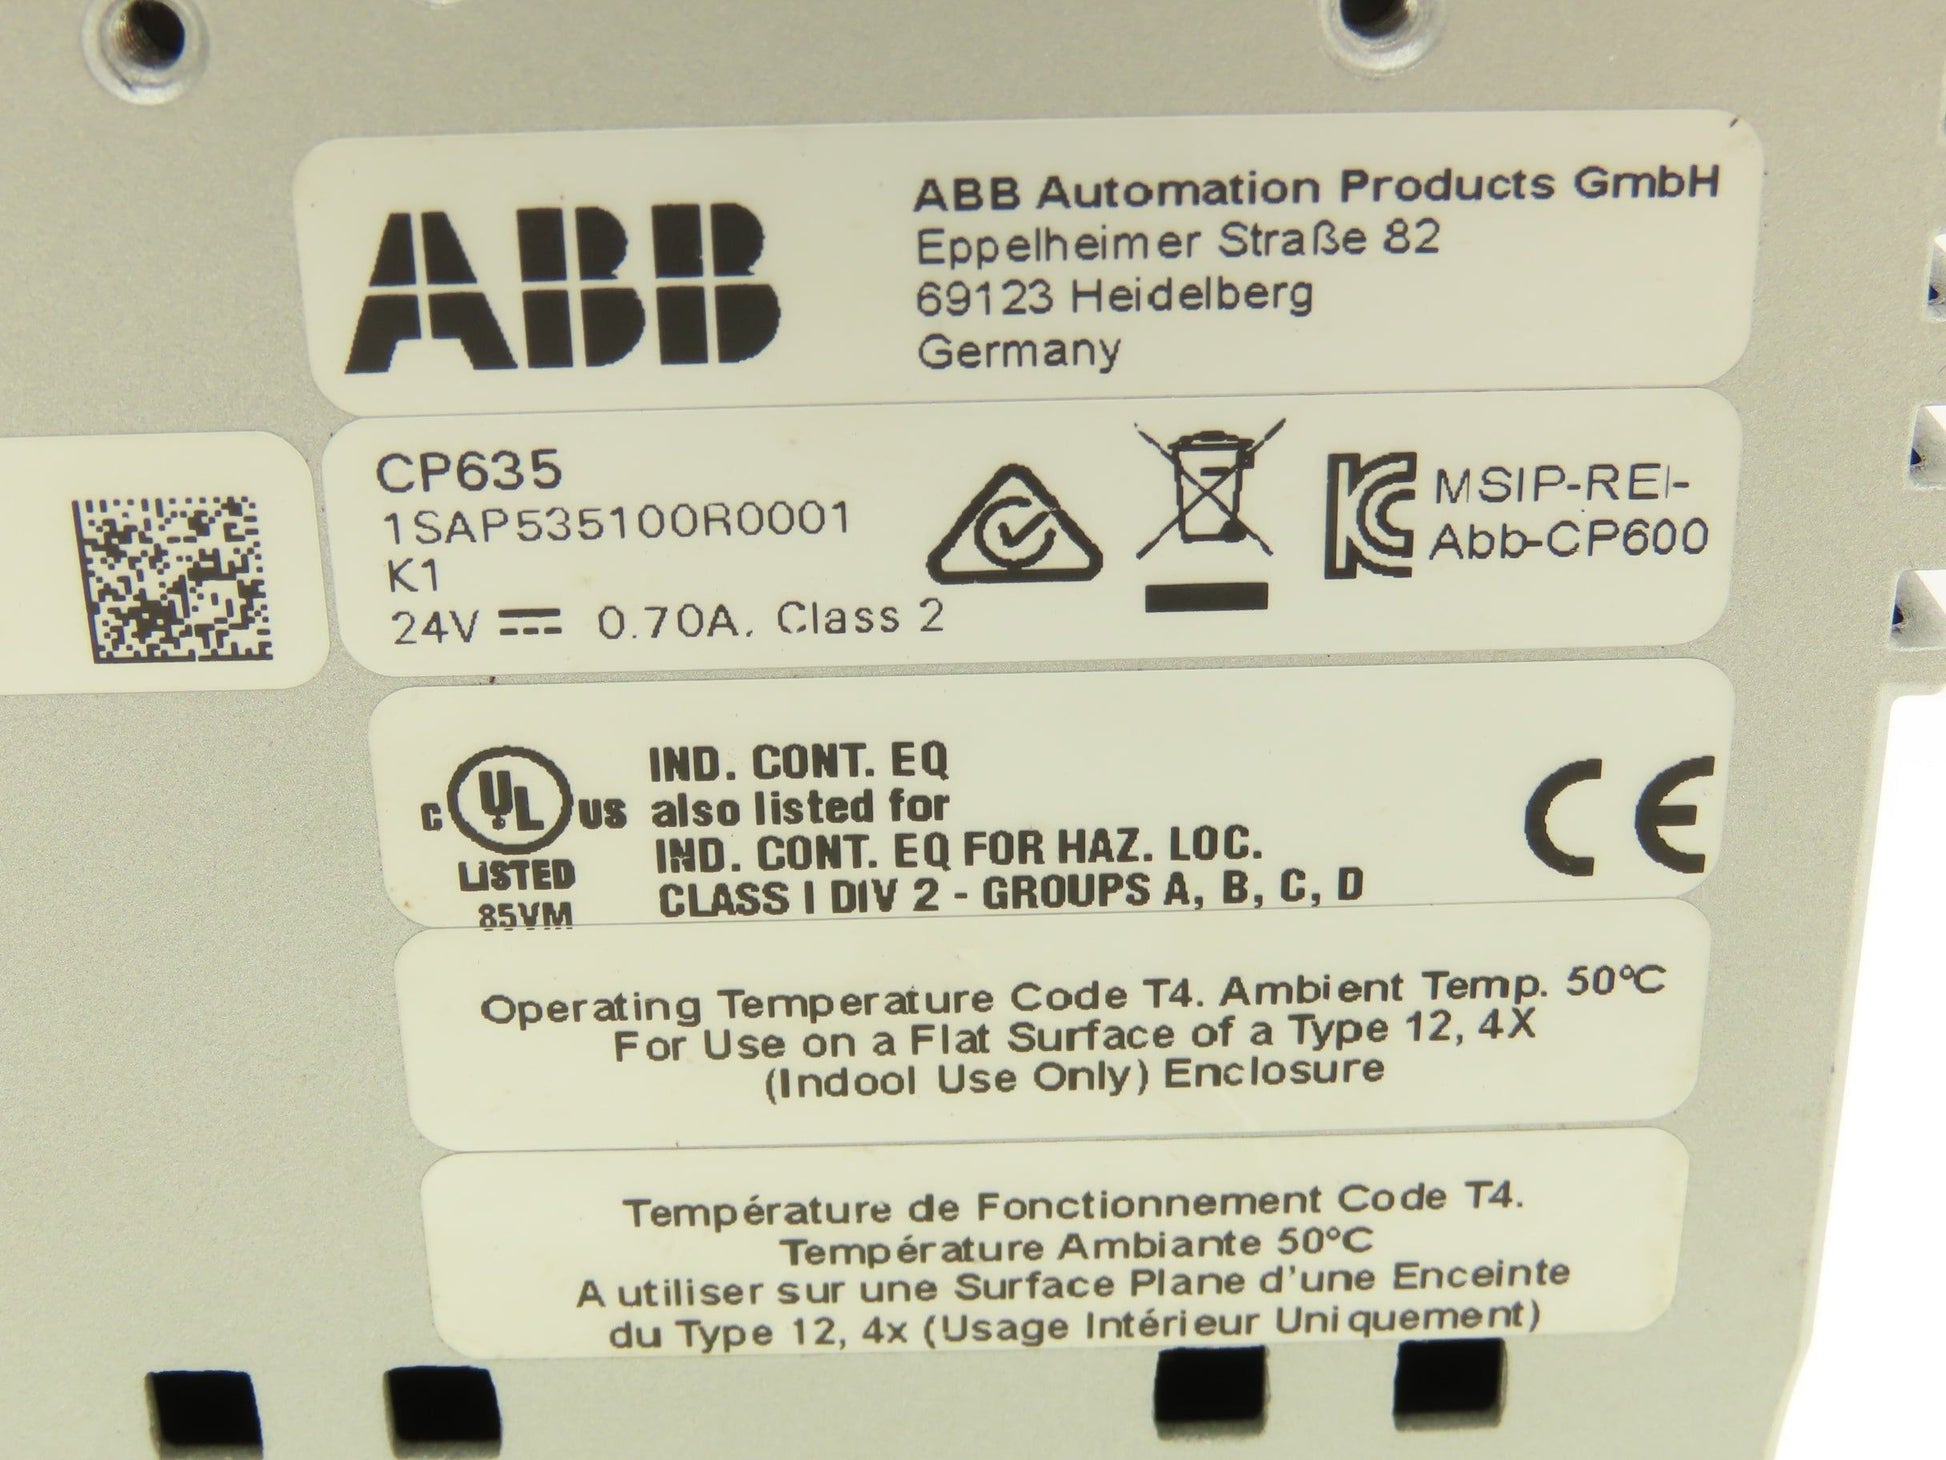 ABB
ABB Automation Products GmbH
Eppelheimer Straße 82
69123 Heidelberg
Germany
CP635
1SAP535100R0001
K1
24V ⎓ 0.70A. Class 2
MSIP-REI-
Abb-CP600
C UL US
LISTED
85VM
IND. CONT. EQ
also listed for
IND. CONT. EQ FOR HAZ. LOC.
CLASS I DIV 2 - GROUPS A, B, C, D
CE
Operating Temperature Code T4. Ambient Temp. 50°C
For Use on a Flat Surface of a Type 12, 4X
(Indool Use Only) Enclosure
Température de Fonctionnement Code T4.
Température Ambiante 50°C
A utiliser sur une Surface Plane d'une Enceinte
du Type 12, 4x (Usage Intérieur Uniquement)